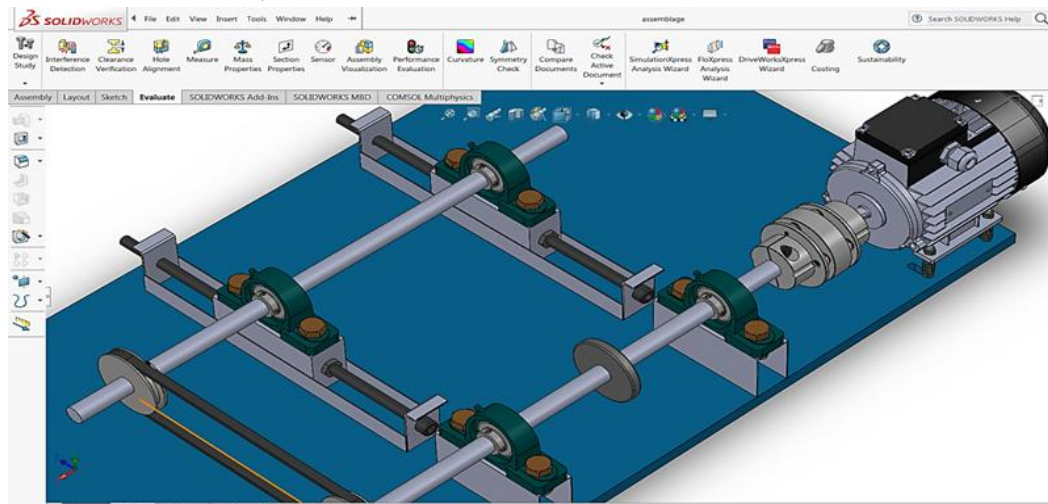 SOLIDWORKS File Edit View Insert Tools Window Help assemblage Search SOLIDWORKS Help
Design Study Interference Detection Clearance Verification Hole Alignment Measure Mass Properties Section Properties Sensor Assembly Visualization Performance Evaluation Curvature Symmetry Check Compare Documents Check Active Document SimulationXpress Analysis Wizard FloXpress Analysis Wizard DriveWorksXpress Wizard Costing Sustainability
Assembly Layout Sketch Evaluate SOLIDWORKS Add-Ins SOLIDWORKS MBD COMSOL Multiphysics